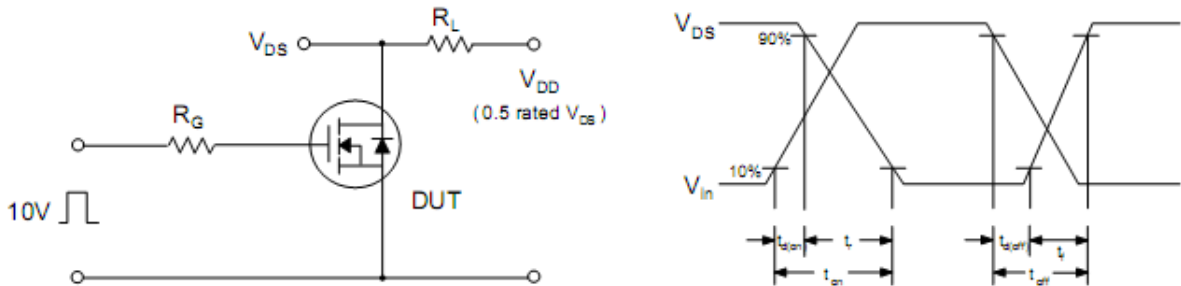 R_L
V_DS
V_DD
(0.5 rated V_DS)
R_G
10V
DUT
V_DS
90%
10%
V_in
t_d(on)
t_r
t_on
t_d(off)
t_f
t_off